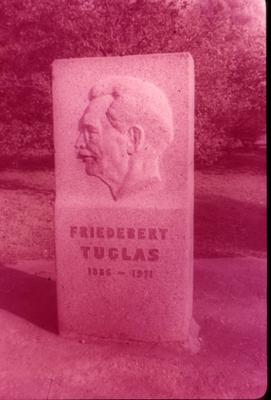 FRIEDEBERT
TUGLAS
1886 – 1971